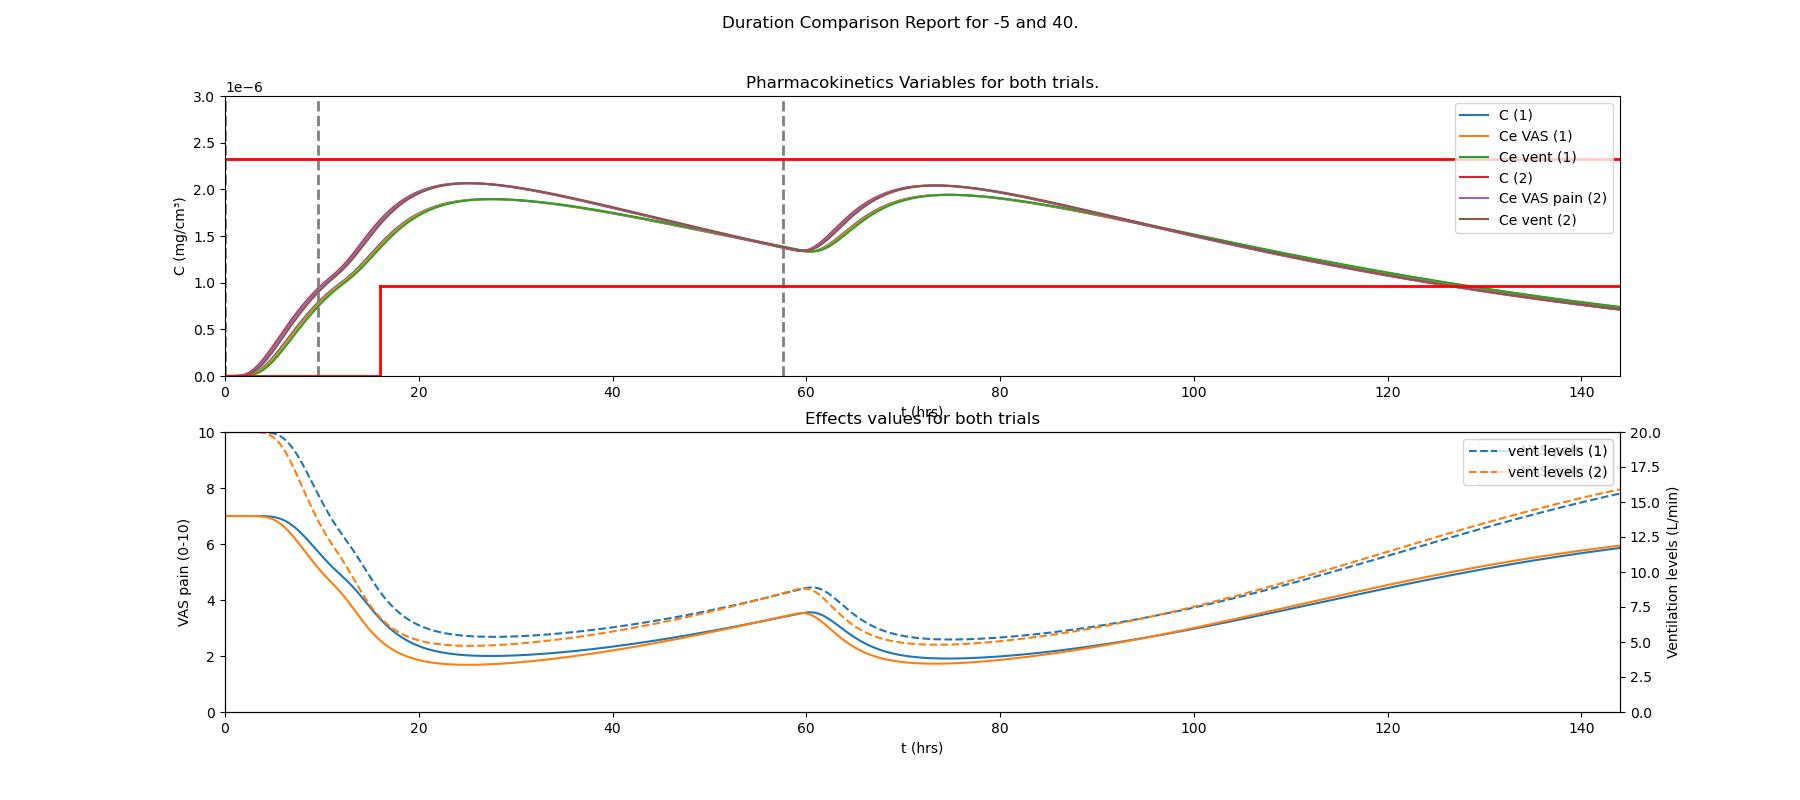 Duration Comparison Report for -5 and 40.
Pharmacokinetics Variables for both trials.
1e−6
3.0
2.5
2.0
1.5
1.0
0.5
0.0
C (mg/cm³)
C (1)
Ce VAS (1)
Ce vent (1)
C (2)
Ce VAS pain (2)
Ce vent (2)
0 20 40 60 80 100 120 140
t (hrs)
Effects values for both trials
10
8
6
4
2
0
VAS pain (0-10)
vent levels (1)
vent levels (2)
20.0
17.5
15.0
12.5
10.0
7.5
5.0
2.5
0.0
Ventilation levels (L/min)
0 20 40 60 80 100 120 140
t (hrs)